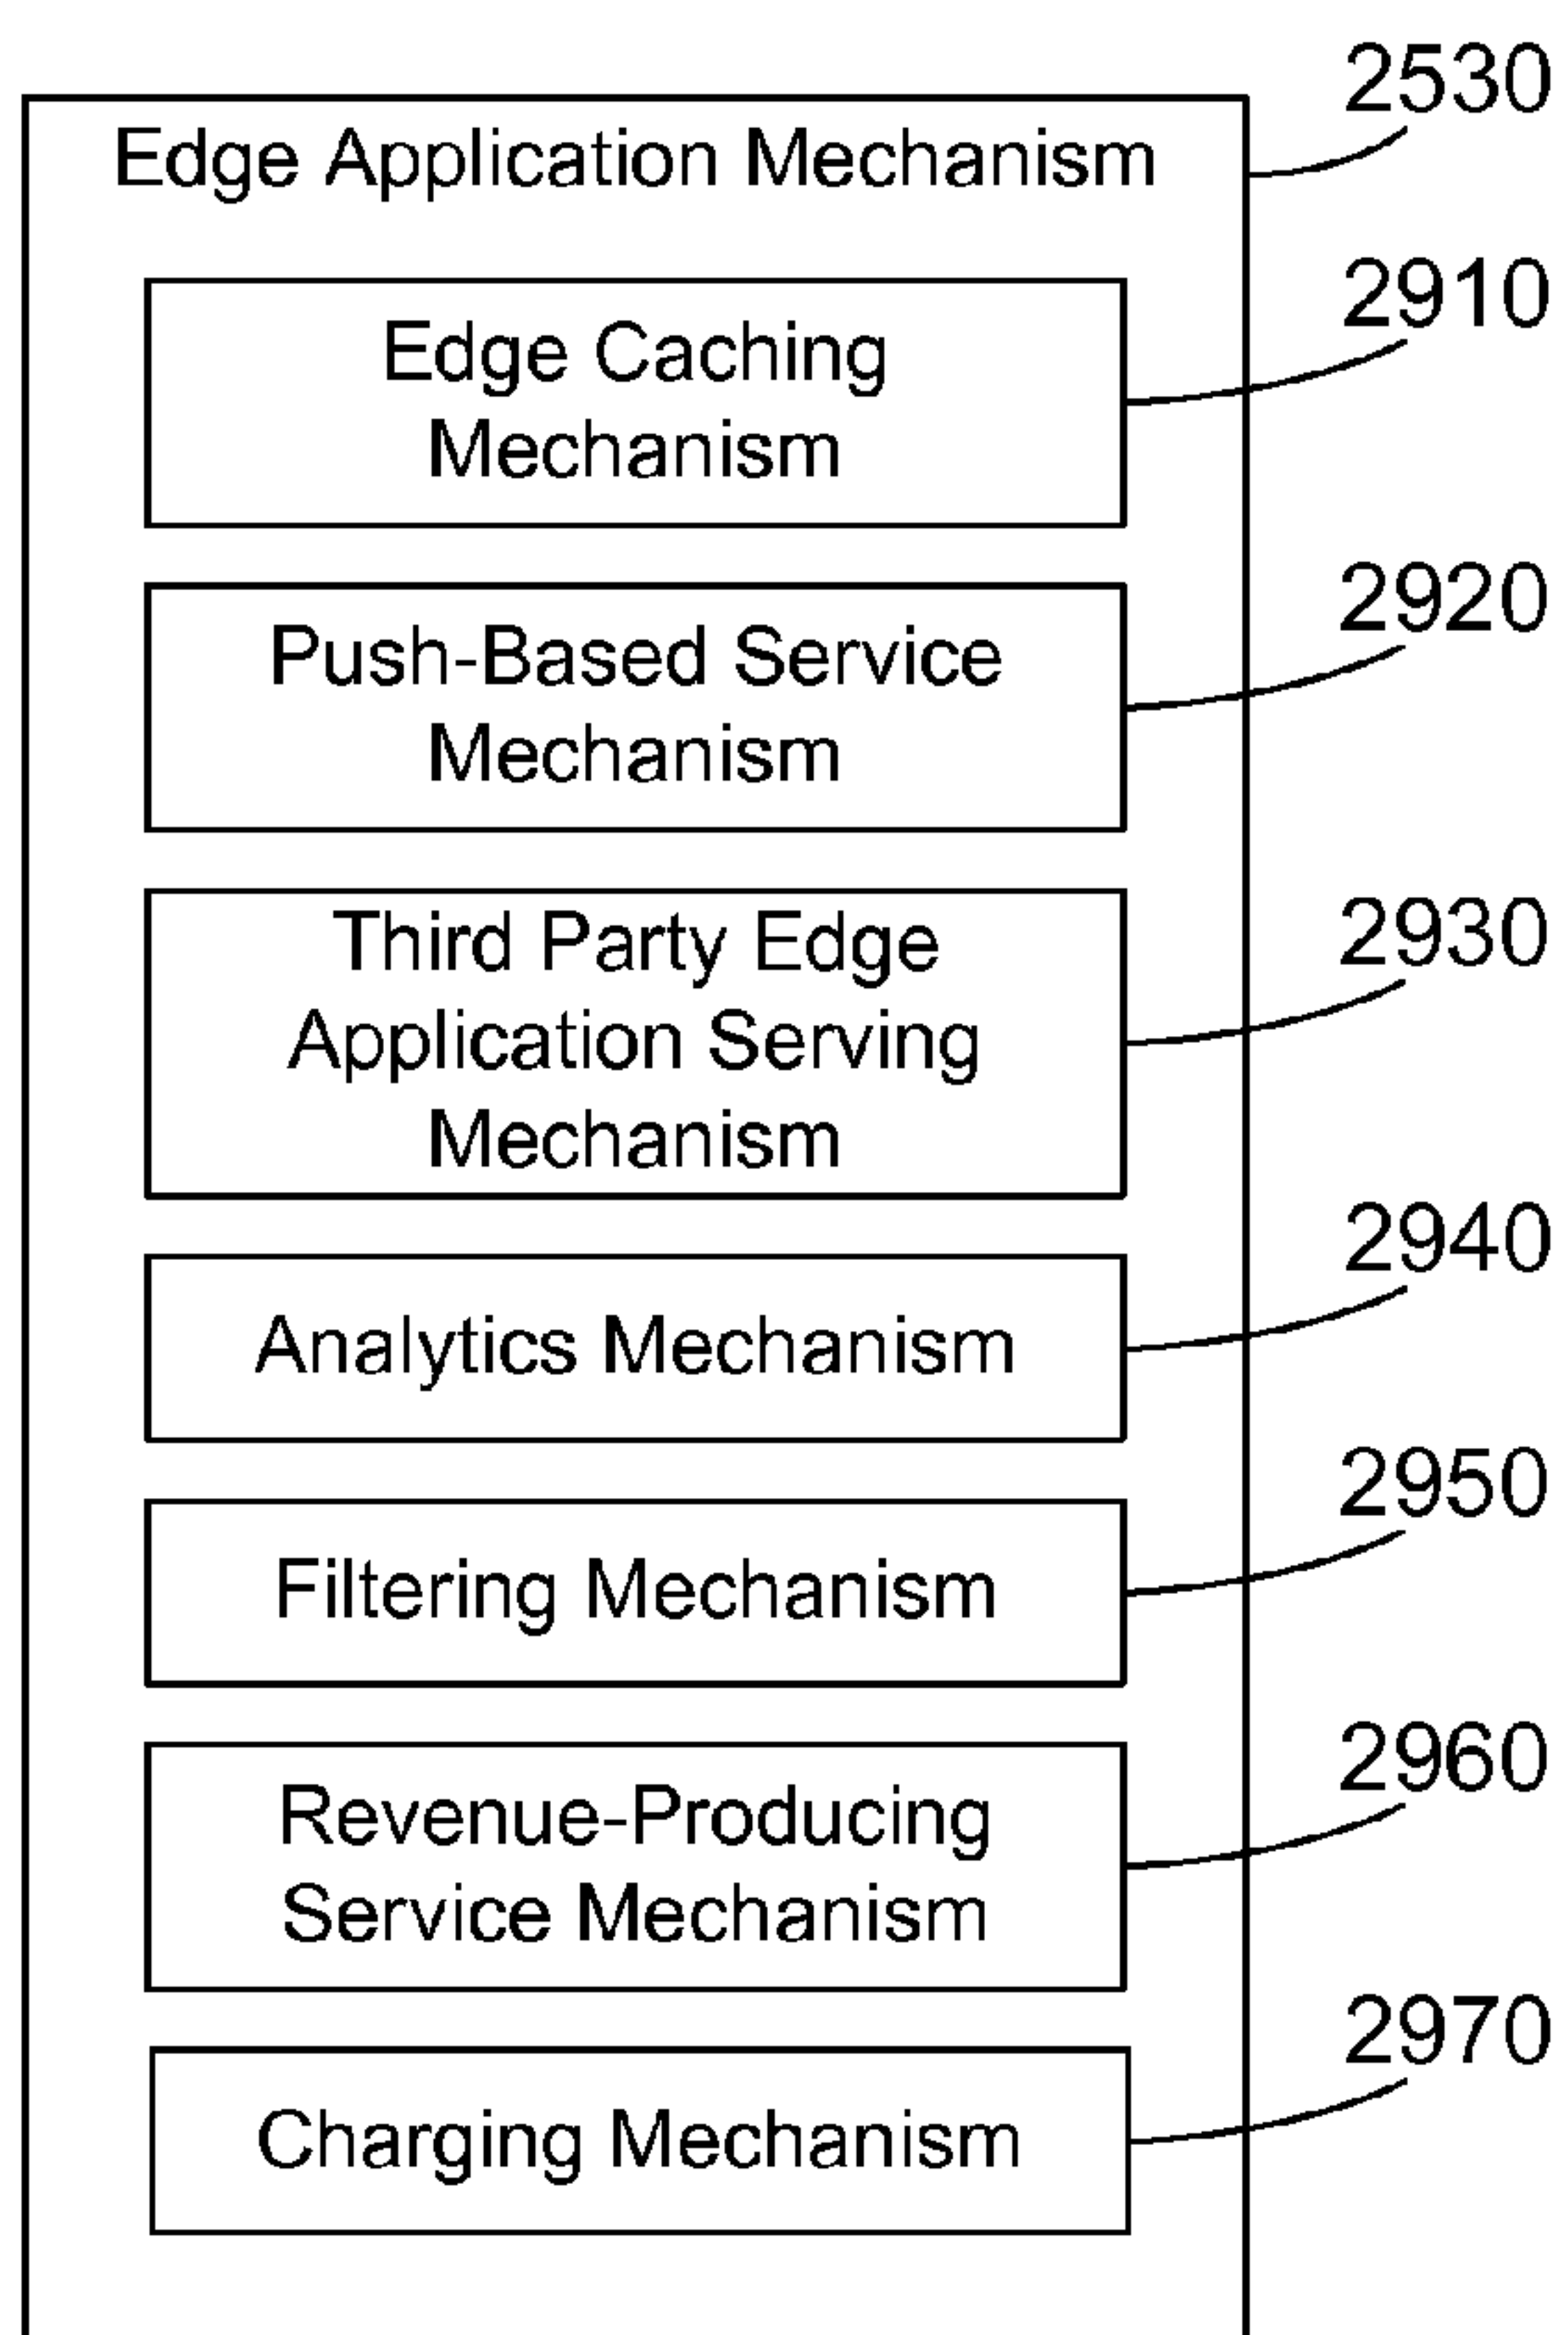 2530
Edge Application Mechanism
2910
Edge Caching
Mechanism
2920
Push-Based Service
Mechanism
2930
Third Party Edge
Application Serving
Mechanism
2940
Analytics Mechanism
2950
Filtering Mechanism
2960
Revenue-Producing
Service Mechanism
2970
Charging Mechanism